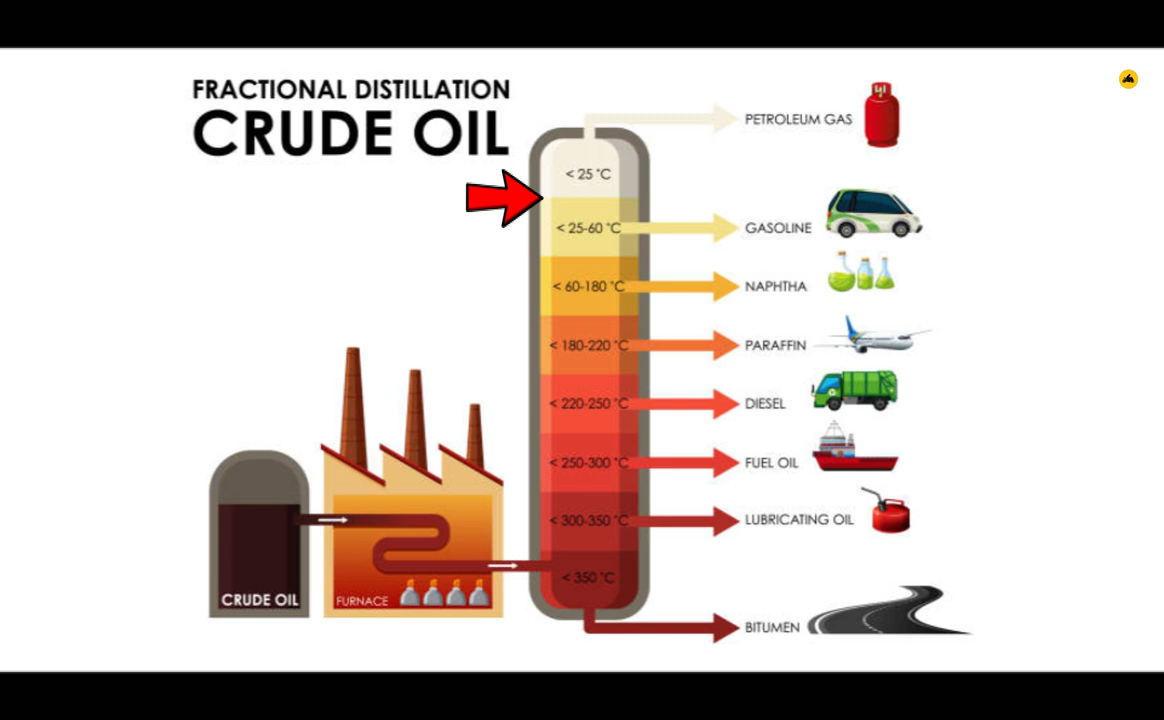 FRACTIONAL DISTILLATION
CRUDE OIL
PETROLEUM GAS
< 25 °C
< 25-60 °C
GASOLINE
< 60-180 °C
NAPHTHA
< 180-220 °C
PARAFFIN
< 220-250 °C
DIESEL
< 250-300 °C
FUEL OIL
< 300-350 °C
LUBRICATING OIL
< 350 °C
CRUDE OIL
FURNACE
BITUMEN